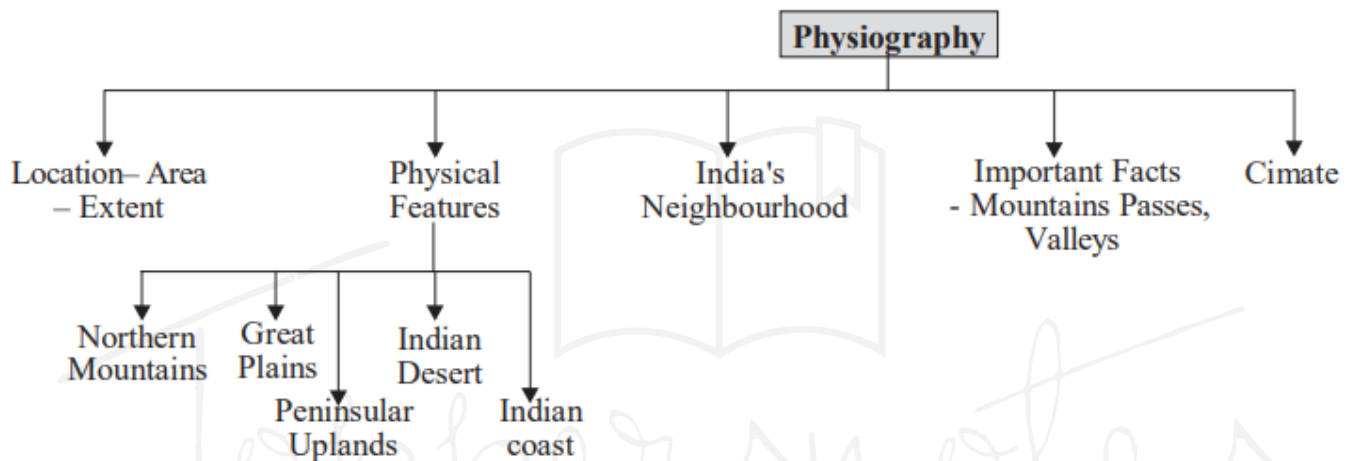 Physiography
Location– Area
– Extent
Physical
Features
India's
Neighbourhood
Important Facts
- Mountains Passes,
Valleys
Cimate
Northern
Mountains
Great
Plains
Peninsular
Uplands
Indian
Desert
Indian
coast
Toppersnotes